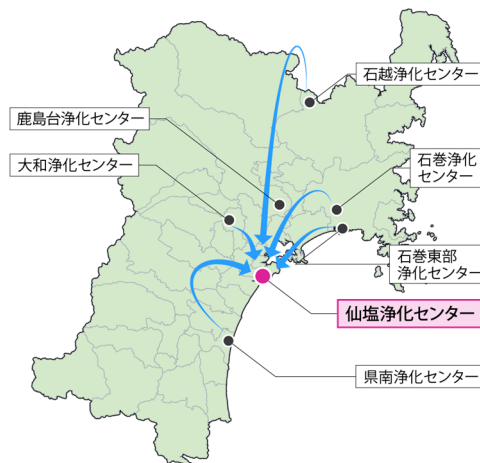 石越浄化センター
鹿島台浄化センター
大和浄化センター
石巻浄化
センター
石巻東部
浄化センター
仙塩浄化センター
県南浄化センター